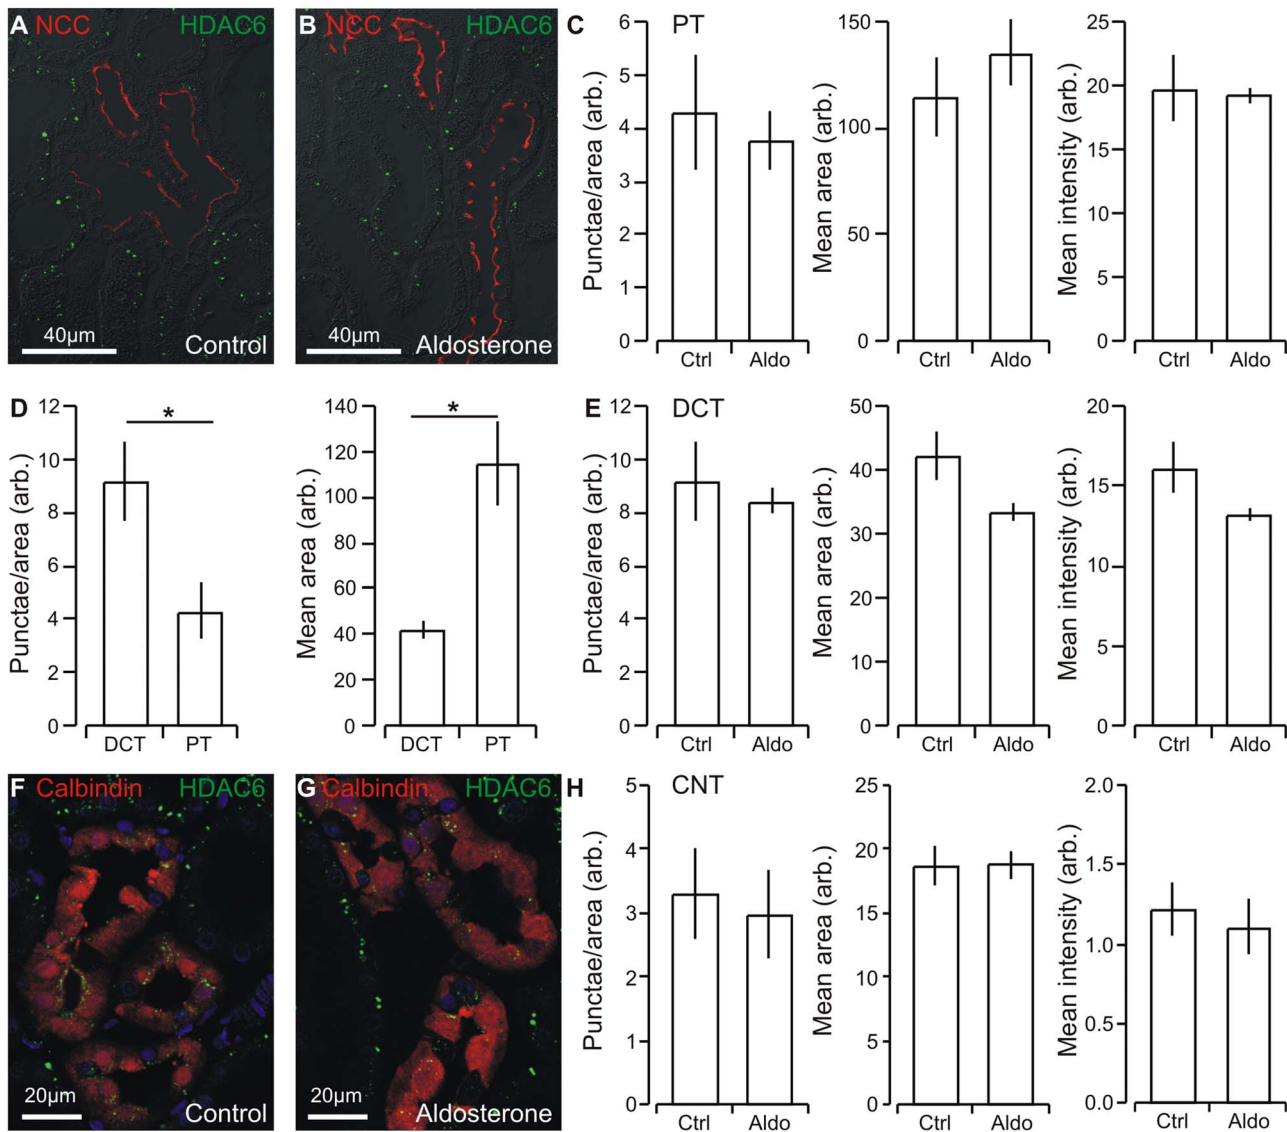 A NCC HDAC6
40µm Control
B NCC HDAC6
40µm Aldosterone
C PT
Punctae/area (arb.)
6
5
4
3
2
1
0
Ctrl Aldo
Mean area (arb.)
150
100
50
0
Ctrl Aldo
Mean intensity (arb.)
25
20
15
10
5
0
Ctrl Aldo
D
Punctae/area (arb.)
12
10
8
6
4
2
0
*
DCT PT
Mean area (arb.)
140
120
100
80
60
40
20
0
*
DCT PT
E DCT
Punctae/area (arb.)
12
10
8
6
4
2
0
Ctrl Aldo
Mean area (arb.)
50
40
30
20
10
0
Ctrl Aldo
Mean intensity (arb.)
20
15
10
5
0
Ctrl Aldo
F Calbindin HDAC6
20µm Control
G Calbindin HDAC6
20µm Aldosterone
H CNT
Punctae/area (arb.)
5
4
3
2
1
0
Ctrl Aldo
Mean area (arb.)
25
20
15
10
5
0
Ctrl Aldo
Mean intensity (arb.)
2.0
1.5
1.0
0.5
0.0
Ctrl Aldo